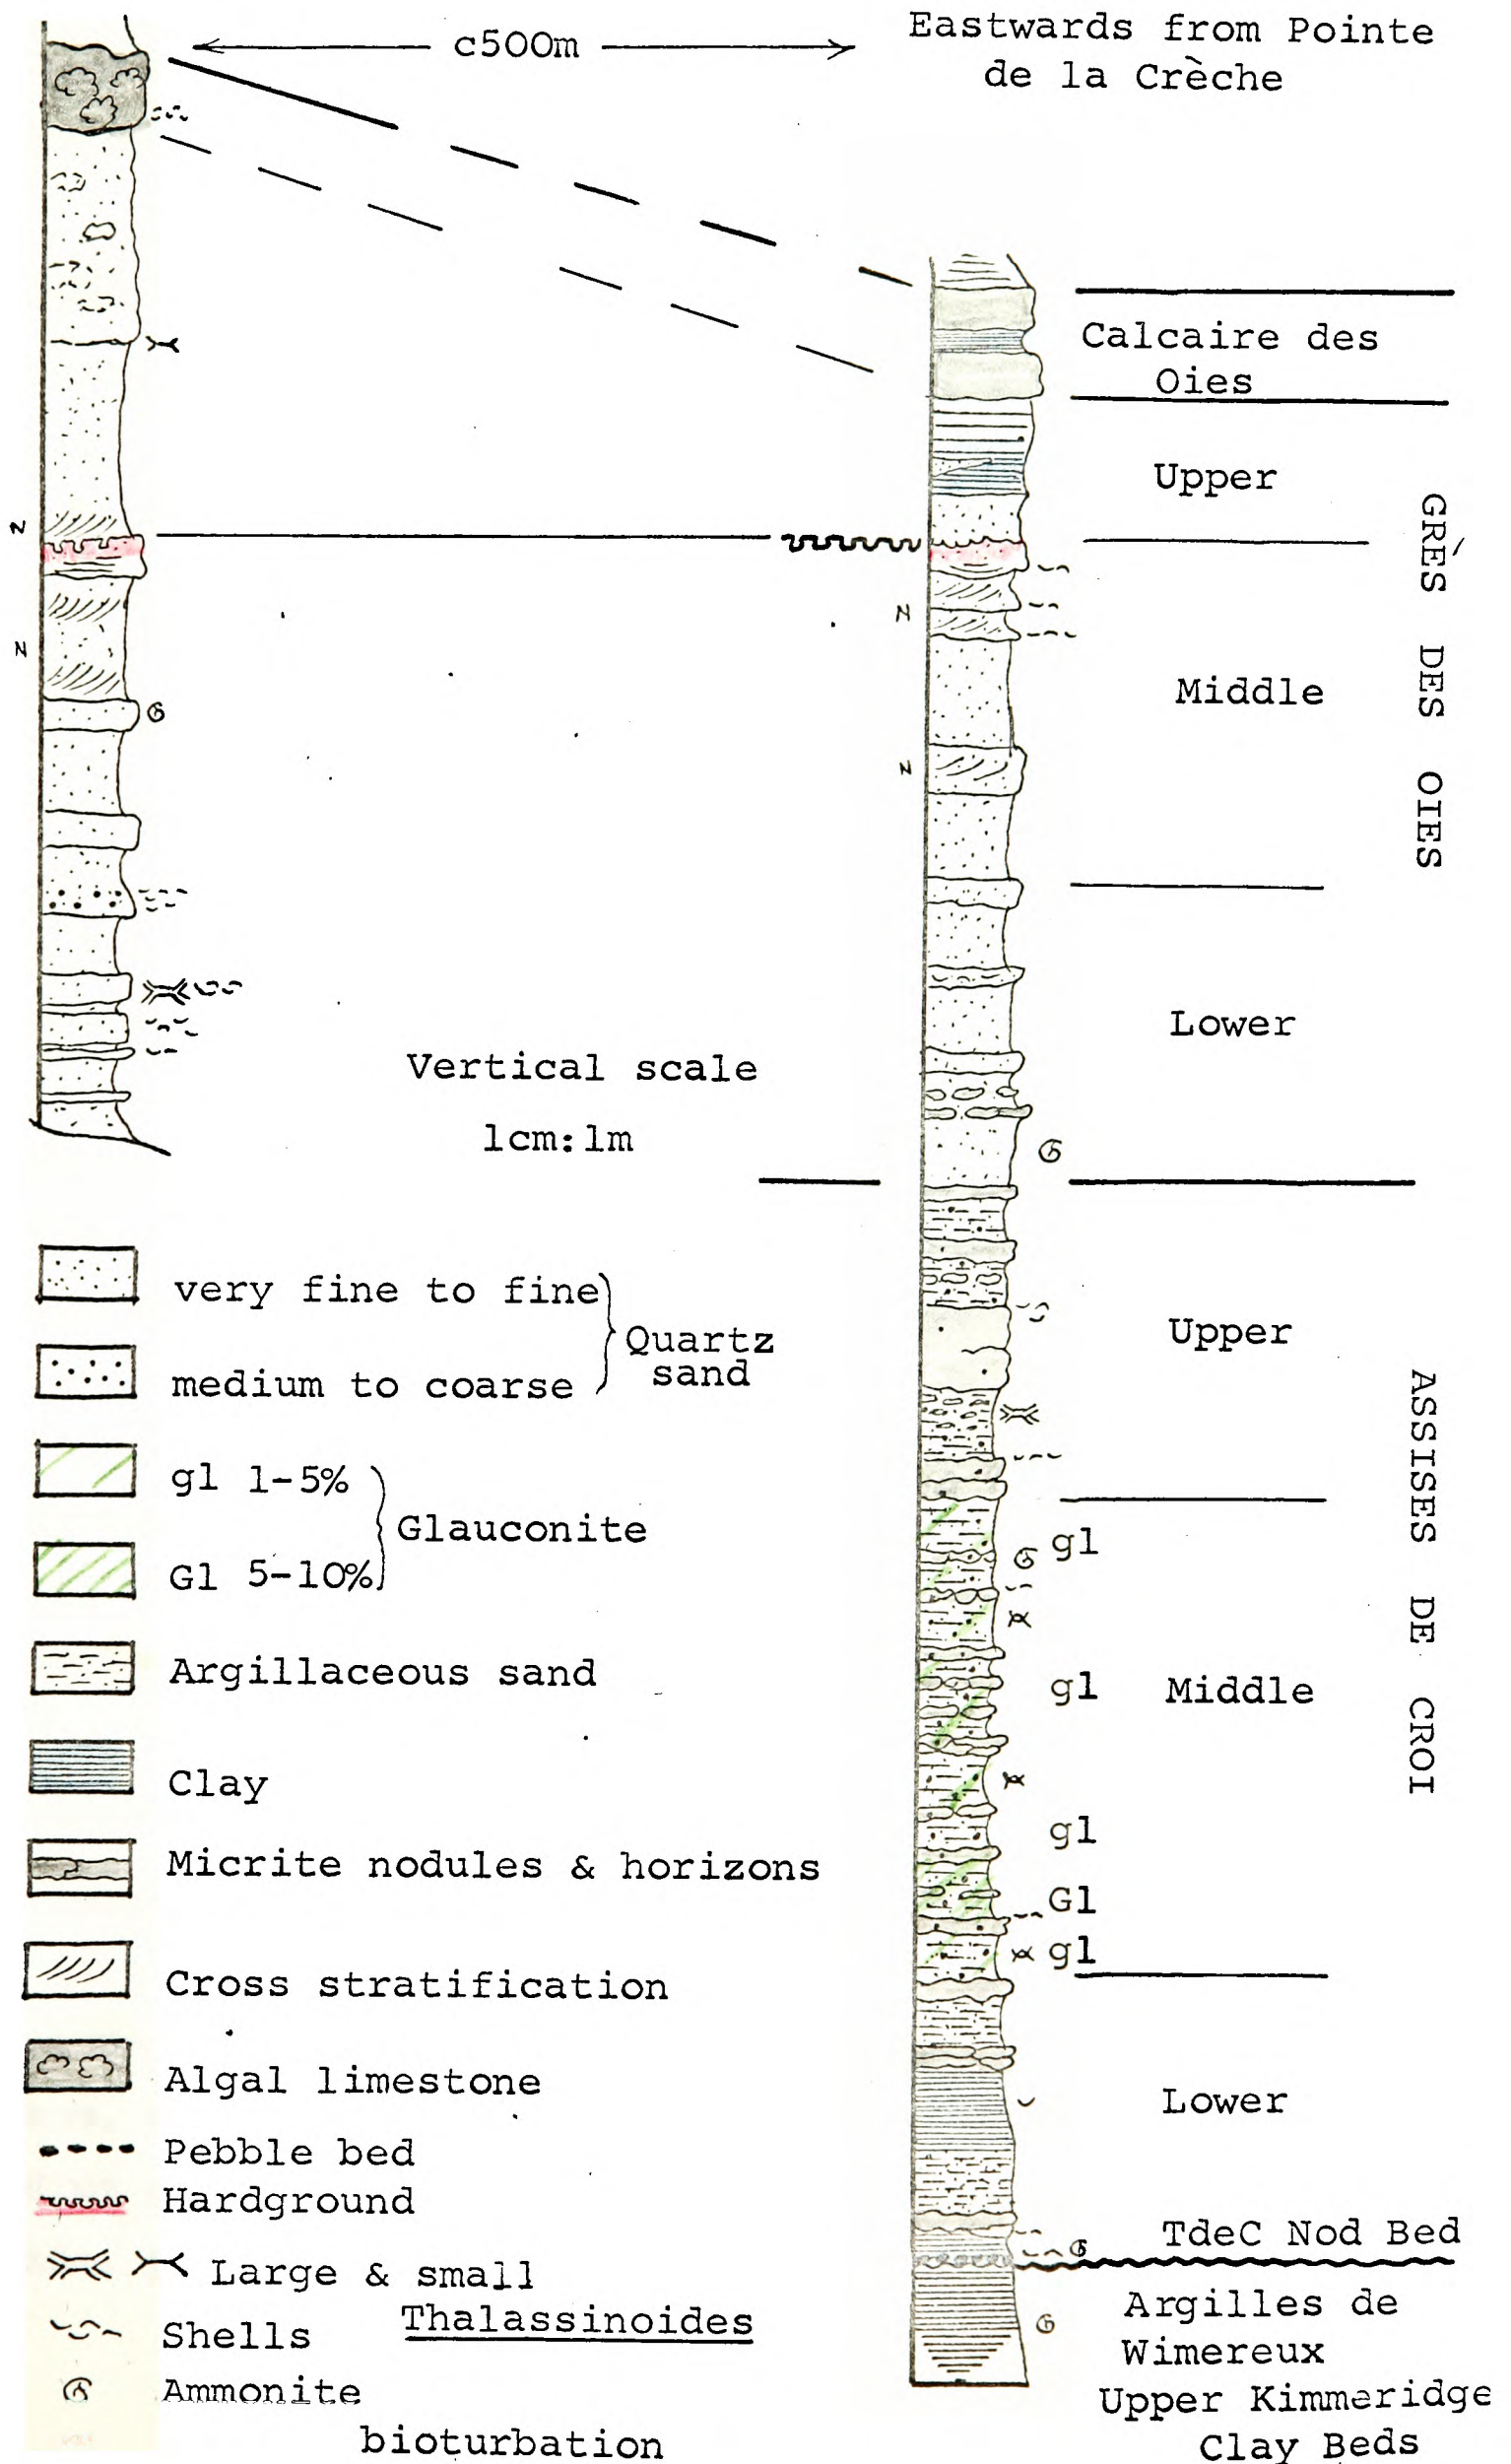 c500m
Eastwards from Pointe
de la Crèche
Calcaire des
Oies
Upper
Middle
Lower
GRÈS DES OIES
N
N
N
N
Vertical scale
1cm:1m
Upper
gl
gl
Middle
gl
Gl
gl
Lower
ASSISES DE CROI
TdeC Nod Bed
Argilles de
Wimereux
Upper Kimmeridge
Clay Beds
very fine to fine
medium to coarse
Quartz
sand
gl 1-5%
Gl 5-10%
Glauconite
Argillaceous sand
Clay
Micrite nodules & horizons
Cross stratification
Algal limestone
Pebble bed
Hardground
Large & small
Thalassinoides
Shells
Ammonite
bioturbation